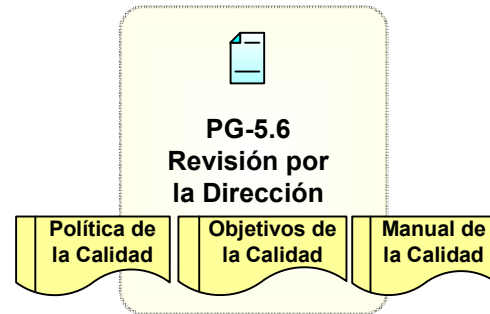 PG-5.6
Revisión por
la Dirección
Política de
la Calidad
Objetivos de
la Calidad
Manual de
la Calidad